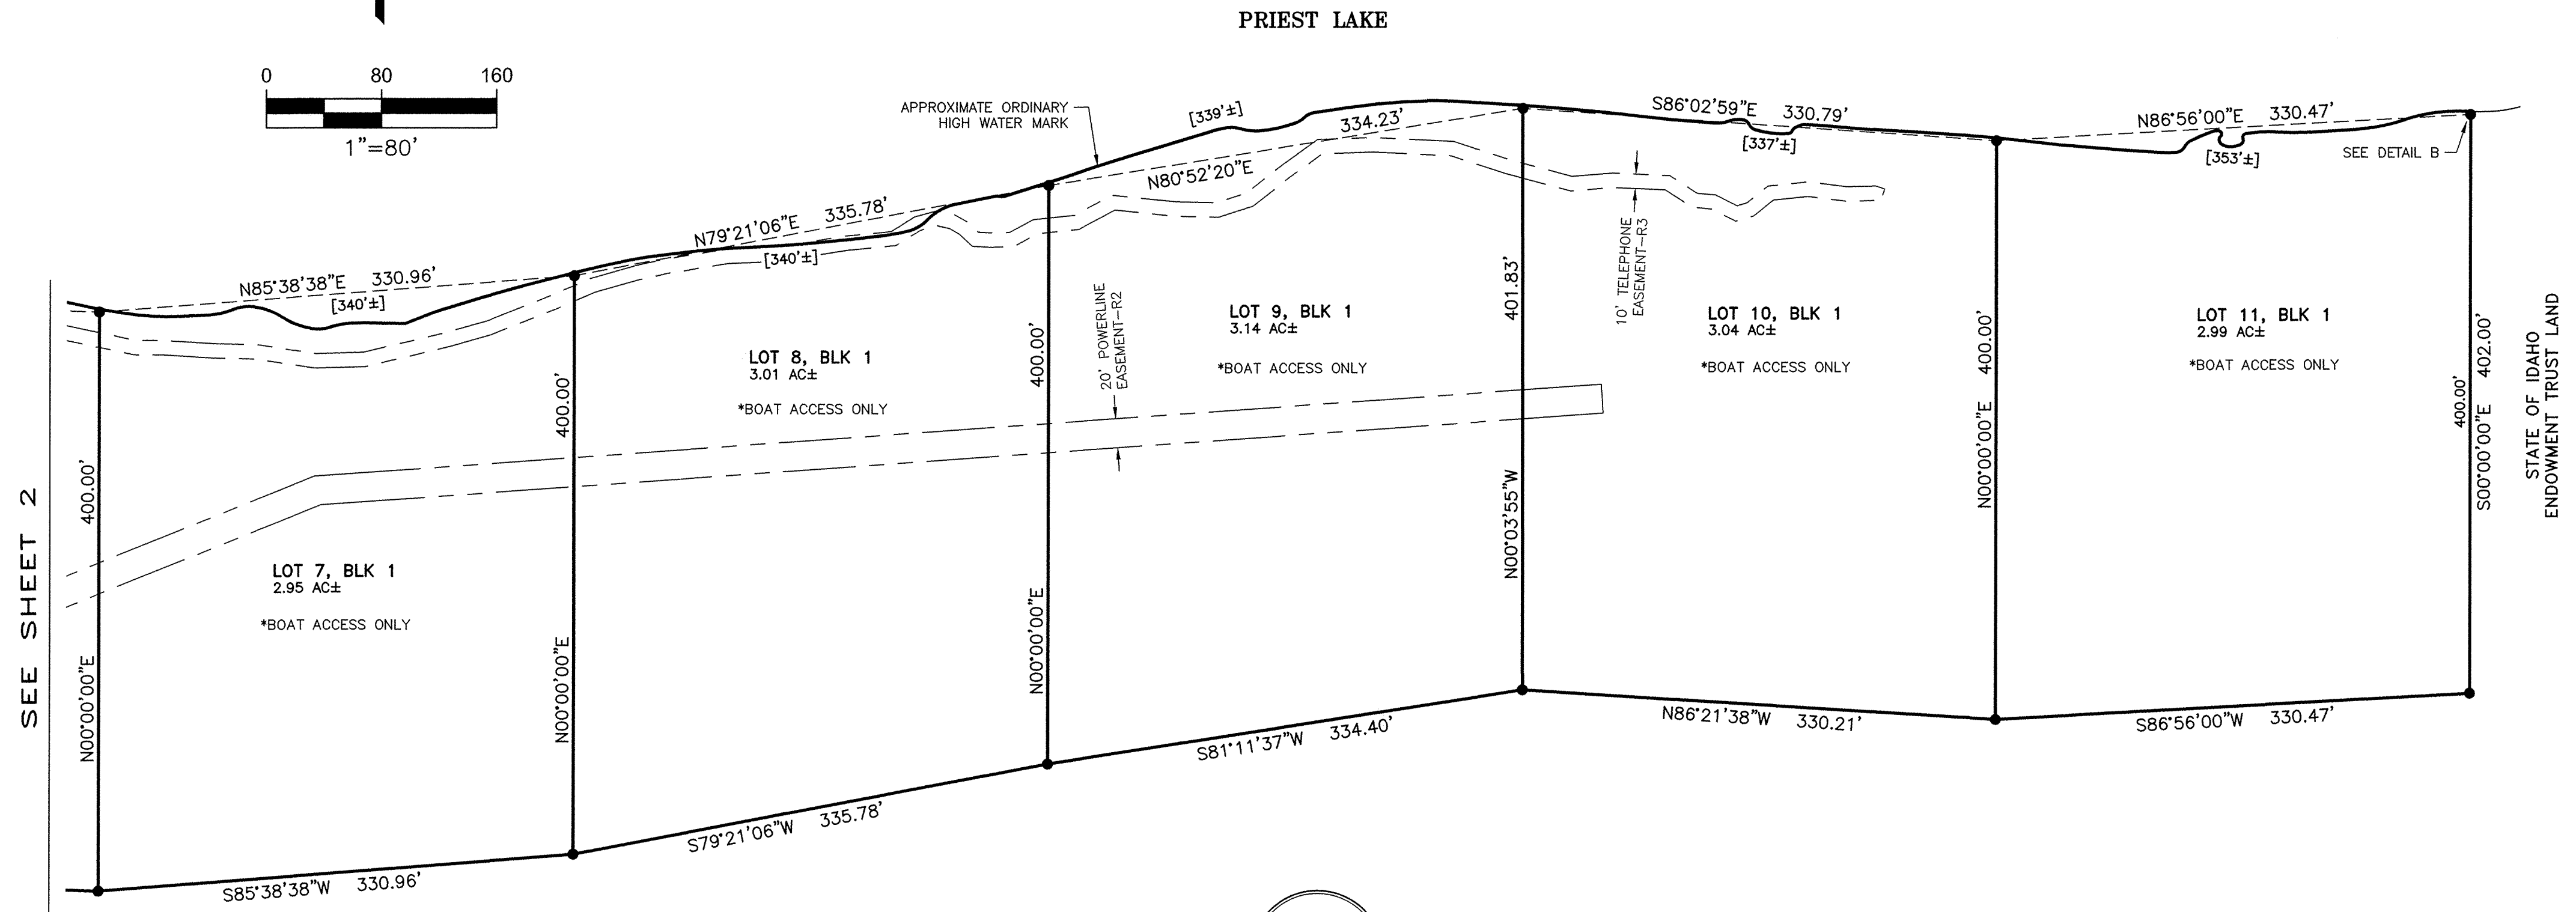 PRIEST LAKE
0 80 160
1"=80'
APPROXIMATE ORDINARY
HIGH WATER MARK
[339'±]
334.23'
N80°52'20"E
S86°02'59"E 330.79'
[337'±]
N86°56'00"E 330.47'
[353'±]
SEE DETAIL B
N79°21'06"E 335.78'
[340'±]
N85°38'38"E 330.96'
[340'±]
SEE SHEET 2
400.00'
N00°00'00"E
LOT 7, BLK 1
2.95 AC±
*BOAT ACCESS ONLY
400.00'
N00°00'00"E
LOT 8, BLK 1
3.01 AC±
*BOAT ACCESS ONLY
400.00'
N00°00'00"E
20' POWERLINE
EASEMENT-R2
LOT 9, BLK 1
3.14 AC±
*BOAT ACCESS ONLY
401.83'
N00°03'55"W
10' TELEPHONE
EASEMENT-R3
LOT 10, BLK 1
3.04 AC±
*BOAT ACCESS ONLY
400.00'
N00°00'00"E
LOT 11, BLK 1
2.99 AC±
*BOAT ACCESS ONLY
400.00'
S00°00'00"E 402.00'
STATE OF IDAHO
ENDOWMENT TRUST LAND
S85°38'38"W 330.96'
S79°21'06"W 335.78'
S81°11'37"W 334.40'
N86°21'38"W 330.21'
S86°56'00"W 330.47'